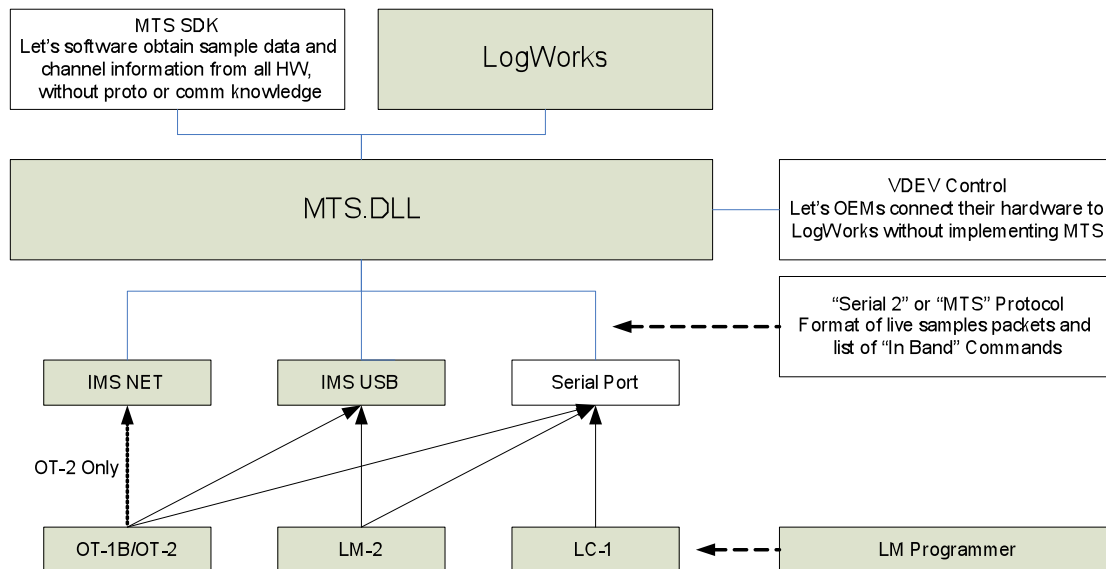 MTS SDK
Let's software obtain sample data and
channel information from all HW,
without proto or comm knowledge
LogWorks
MTS.DLL
VDEV Control
Let's OEMs connect their hardware to
LogWorks without implementing MTS
“Serial 2” or “MTS” Protocol
Format of live samples packets and
list of “In Band” Commands
IMS NET
IMS USB
Serial Port
OT-2 Only
OT-1B/OT-2
LM-2
LC-1
LM Programmer